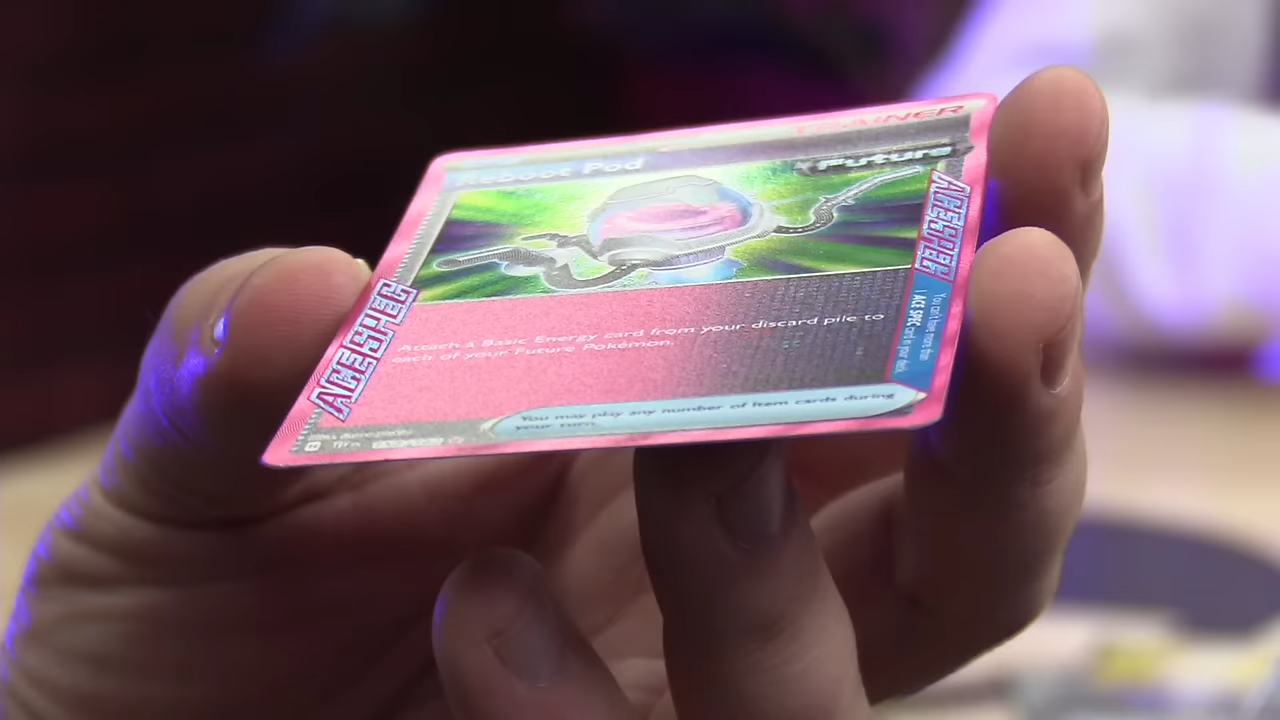 TRAINER
Reboot Pod
Future
ACE SPEC
ACE SPEC
You can't have more than
1 ACE SPEC card in your deck.
Attach a Basic Energy card from your discard pile to
each of your Future Pokémon.
You may play any number of Item cards during
your turn.